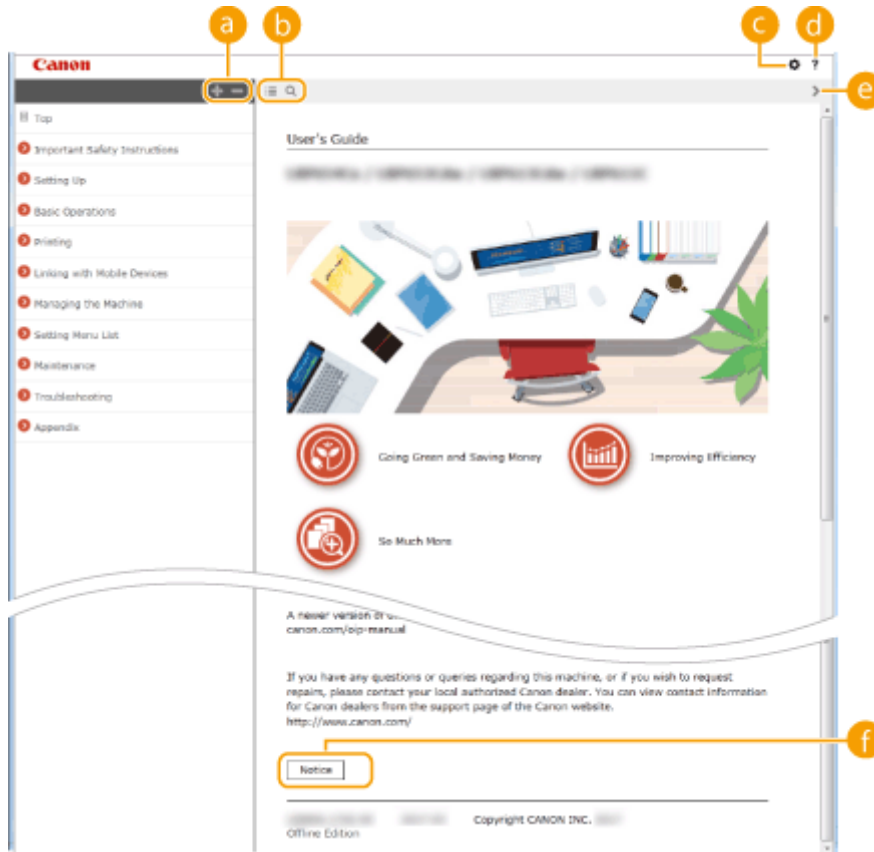 a
b
c
d
Canon
?
e
Top
Important Safety Instructions
Setting Up
Basic Operations
Printing
Linking with Mobile Devices
Managing the Machine
Setting Menu List
Maintenance
Troubleshooting
Appendix
User's Guide
Going Green and Saving Money
Improving Efficiency
So Much More
A newer version of
canon.com/oip-manual
If you have any questions or queries regarding this machine, or if you wish to request
repairs, please contact your local authorized Canon dealer. You can view contact information
for Canon dealers from the support page of the Canon website.
http://www.canon.com/
f
Notice
Copyright CANON INC.
Offline Edition